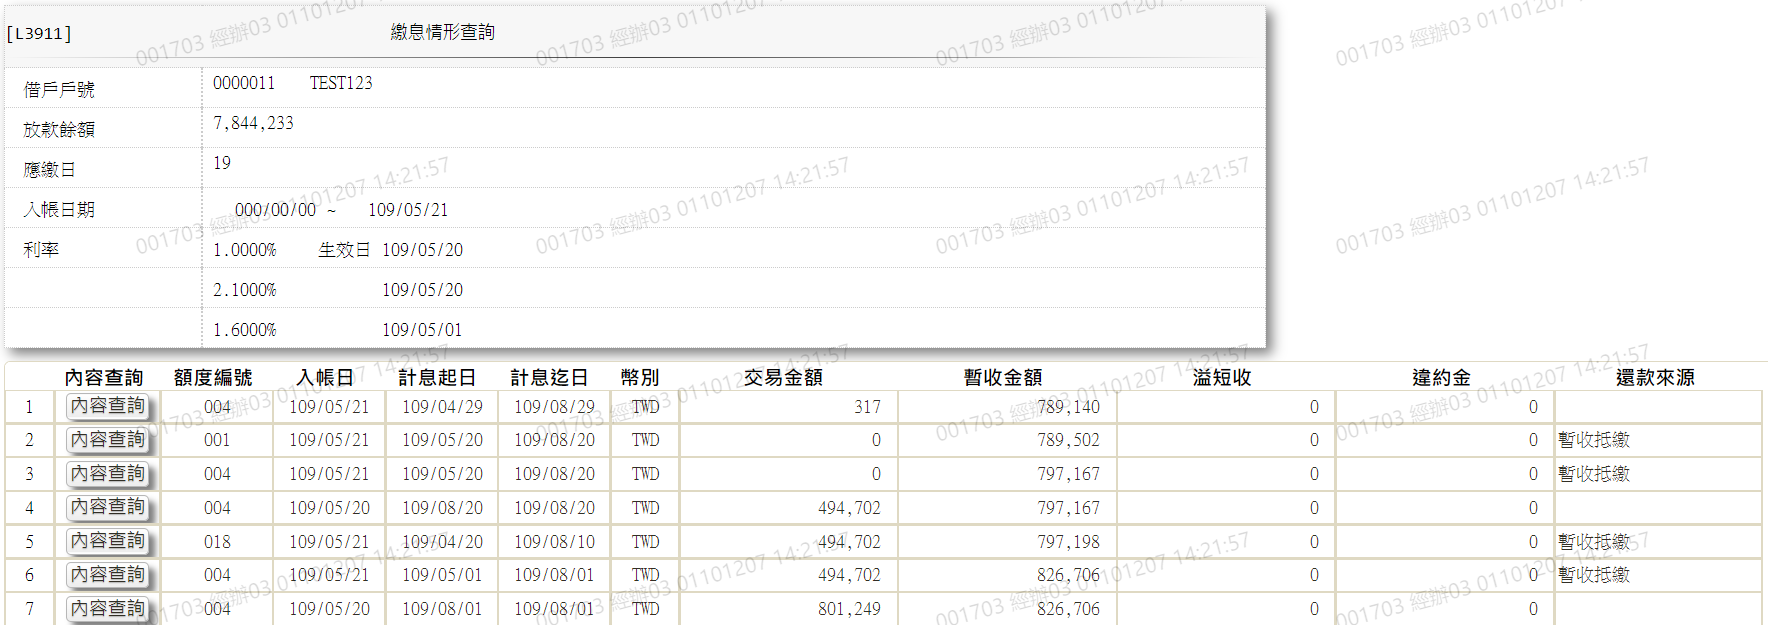 [L3911] 繳息情形查詢
借戶戶號 0000011 TEST123
放款餘額 7,844,233
應繳日 19
入帳日期 000/00/00 ~ 109/05/21
利率 1.0000% 生效日 109/05/20
2.1000% 109/05/20
1.6000% 109/05/01
內容查詢 額度編號 入帳日 計息起日 計息迄日 幣別 交易金額 暫收金額 溢短收 違約金 還款來源
1 內容查詢 004 109/05/21 109/04/29 109/08/29 TWD 317 789,140 0 0
2 內容查詢 001 109/05/21 109/05/20 109/08/20 TWD 0 789,502 0 0 暫收抵繳
3 內容查詢 004 109/05/21 109/05/20 109/08/20 TWD 0 797,167 0 0 暫收抵繳
4 內容查詢 004 109/05/20 109/08/20 109/08/20 TWD 494,702 797,167 0 0
5 內容查詢 018 109/05/21 109/04/20 109/08/10 TWD 494,702 797,198 0 0 暫收抵繳
6 內容查詢 004 109/05/21 109/05/01 109/08/01 TWD 494,702 826,706 0 0 暫收抵繳
7 內容查詢 004 109/05/20 109/08/01 109/08/01 TWD 801,249 826,706 0 0
001703 經辦03 01101207 14:21:57